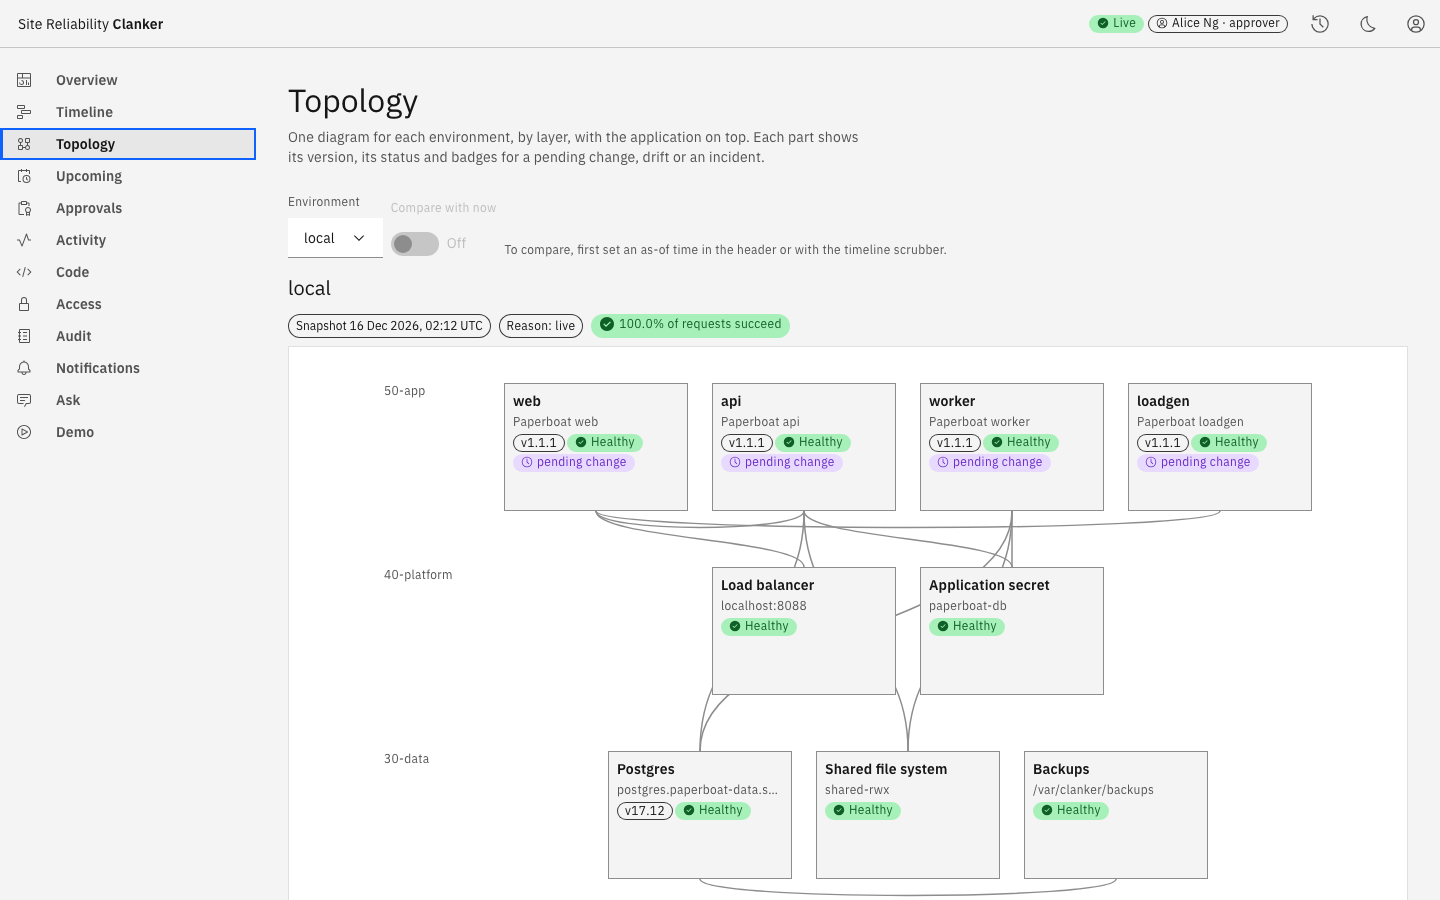 Site Reliability Clanker
Live
Alice Ng · approver
Overview
Timeline
Topology
Upcoming
Approvals
Activity
Code
Access
Audit
Notifications
Ask
Demo
Topology
One diagram for each environment, by layer, with the application on top. Each part shows
its version, its status and badges for a pending change, drift or an incident.
Environment
local
Compare with now
Off
To compare, first set an as-of time in the header or with the timeline scrubber.
local
Snapshot 16 Dec 2026, 02:12 UTC
Reason: live
100.0% of requests succeed
50-app
web
Paperboat web
v1.1.1 Healthy
pending change
api
Paperboat api
v1.1.1 Healthy
pending change
worker
Paperboat worker
v1.1.1 Healthy
pending change
loadgen
Paperboat loadgen
v1.1.1 Healthy
pending change
40-platform
Load balancer
localhost:8088
Healthy
Application secret
paperboat-db
Healthy
30-data
Postgres
postgres.paperboat-data.s...
v17.12 Healthy
Shared file system
shared-rwx
Healthy
Backups
/var/clanker/backups
Healthy